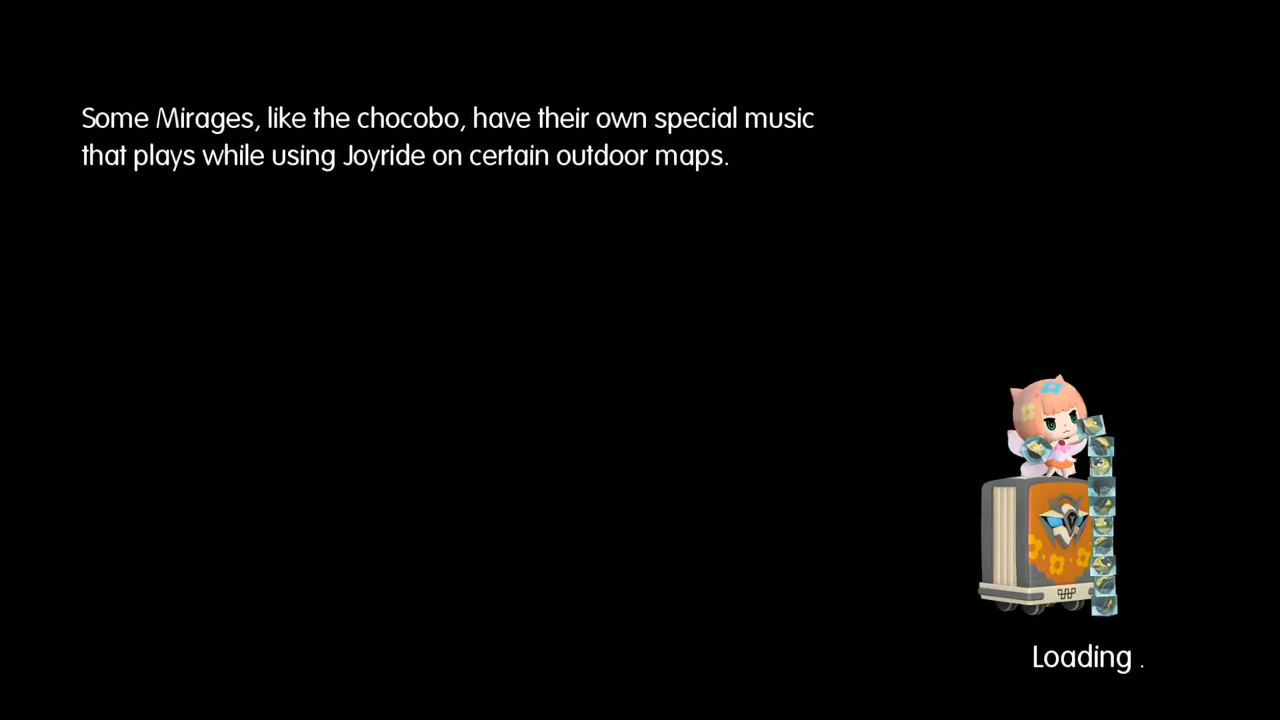 Some Mirages, like the chocobo, have their own special music
that plays while using Joyride on certain outdoor maps.
Loading .